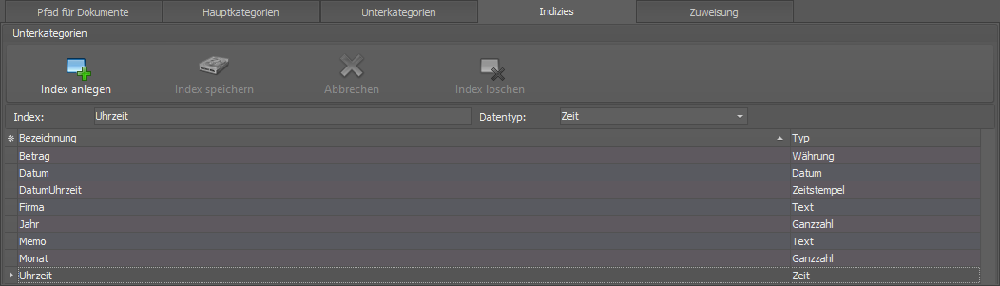 Pfad für Dokumente Hauptkategorien Unterkategorien Indizies Zuweisung
Unterkategorien
Index anlegen Index speichern Abbrechen Index löschen
Index: Uhrzeit Datentyp: Zeit
Bezeichnung Typ
Betrag Währung
Datum Datum
DatumUhrzeit Zeitstempel
Firma Text
Jahr Ganzzahl
Memo Text
Monat Ganzzahl
Uhrzeit Zeit